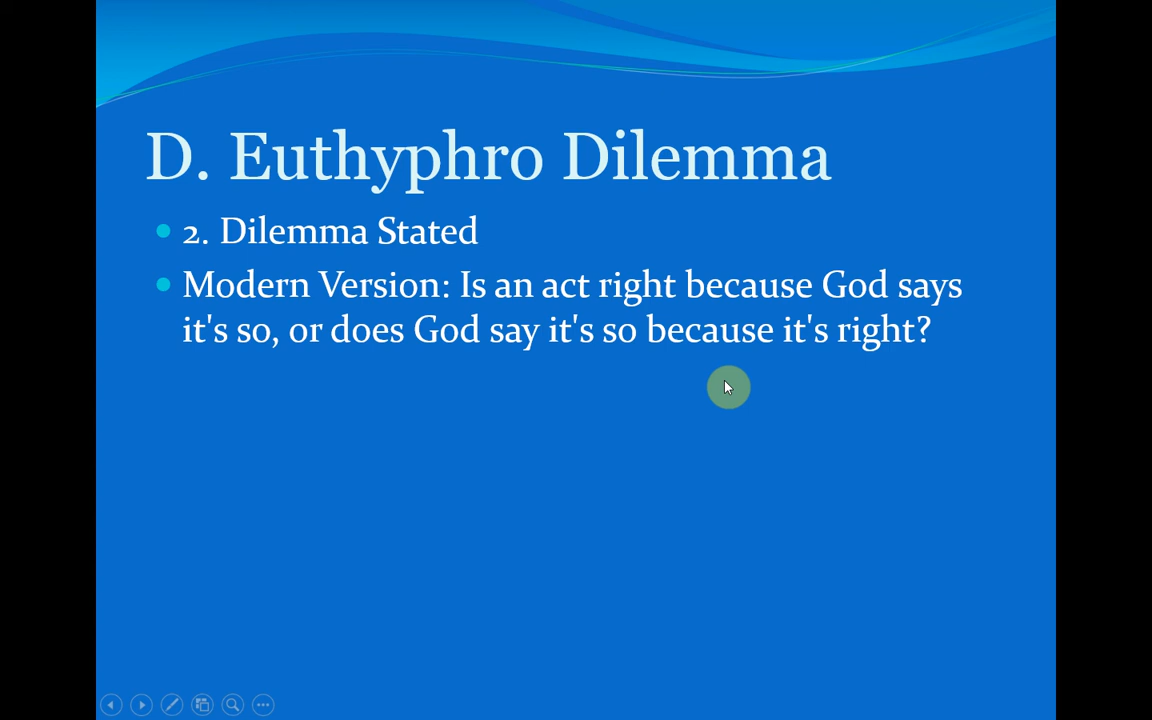 D. Euthyphro Dilemma
2. Dilemma Stated
Modern Version: Is an act right because God says
it's so, or does God say it's so because it's right?